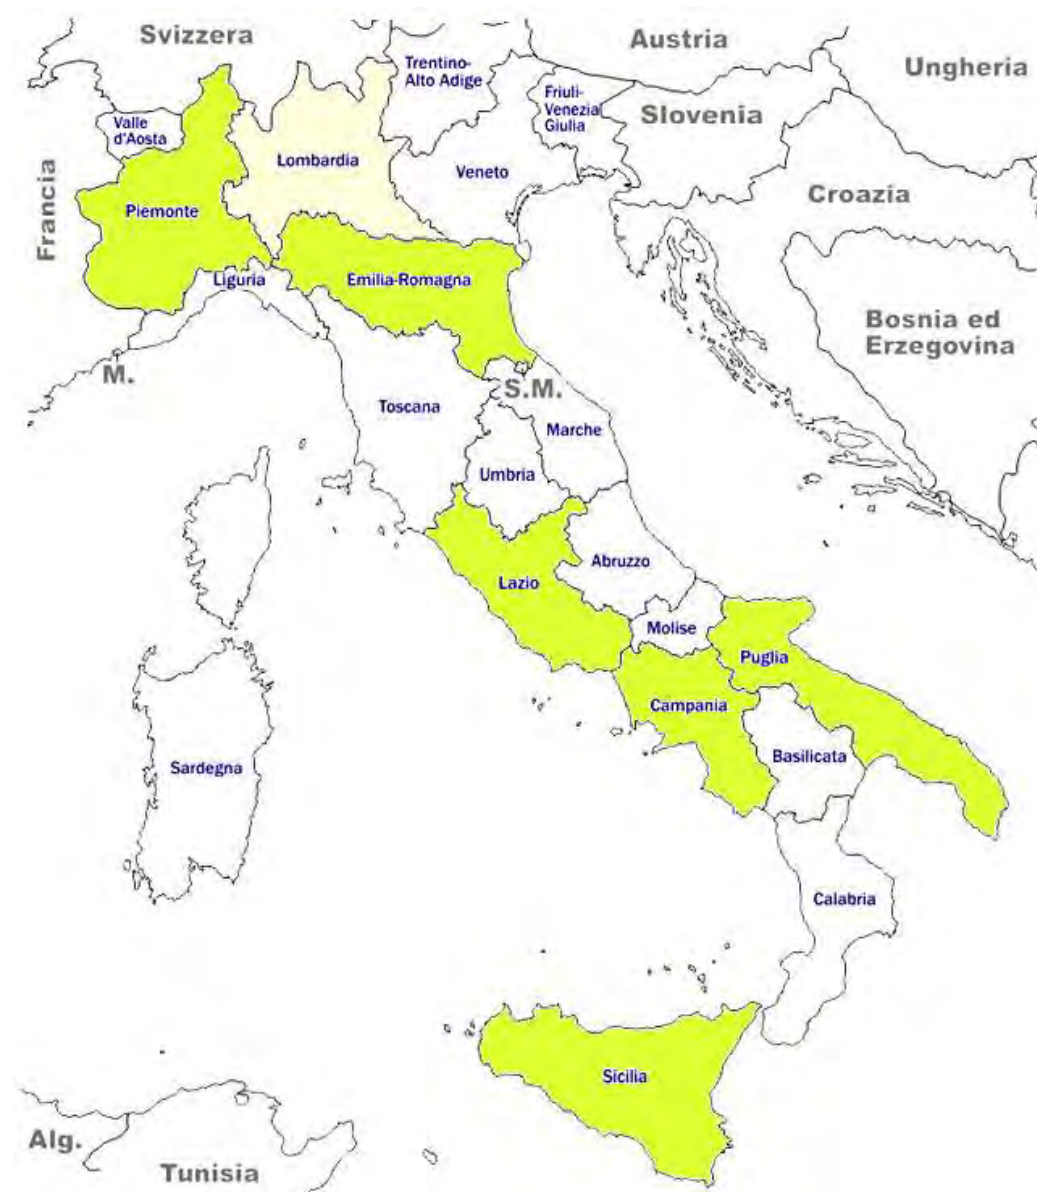 Svizzera
Austria
Ungheria
Trentino-
Alto Adige
Friuli-
Venezia
Giulia
Slovenia
Valle
d'Aosta
Lombardia
Veneto
Francia
Piemonte
Croazia
Liguria
Emilia-Romagna
Bosnia ed
Erzegovina
M.
S.M.
Toscana
Marche
Umbria
Abruzzo
Lazio
Molise
Puglia
Campania
Basilicata
Sardegna
Calabria
Sicilia
Alg.
Tunisia